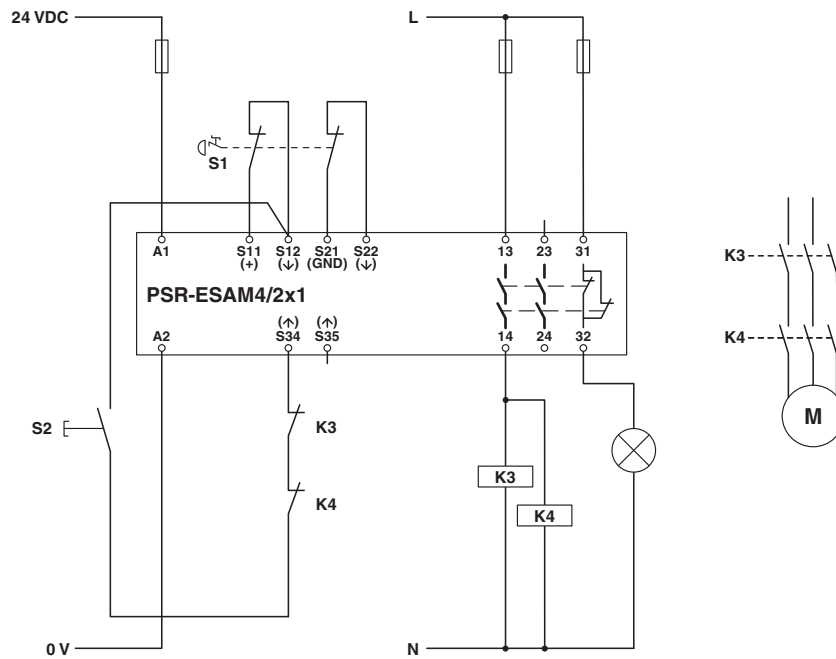 24 VDC
L
S1
A1
S11
(+)
S12
(↓)
S21
(GND)
S22
(↓)
13
23
31
PSR-ESAM4/2x1
A2
(↑)
S34
(↑)
S35
14
24
32
K3
K4
M
S2
K3
K4
K3
K4
0 V
N